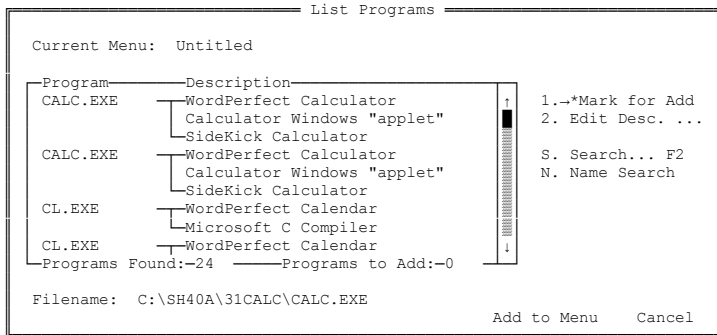 List Programs
Current Menu: Untitled
Program Description
CALC.EXE WordPerfect Calculator
Calculator Windows "applet"
SideKick Calculator
CALC.EXE WordPerfect Calculator
Calculator Windows "applet"
SideKick Calculator
CL.EXE WordPerfect Calendar
Microsoft C Compiler
CL.EXE WordPerfect Calendar
Programs Found: 24 Programs to Add: 0
1.→*Mark for Add
2. Edit Desc. ...
S. Search... F2
N. Name Search
Filename: C:\SH40A\31CALC\CALC.EXE
Add to Menu Cancel